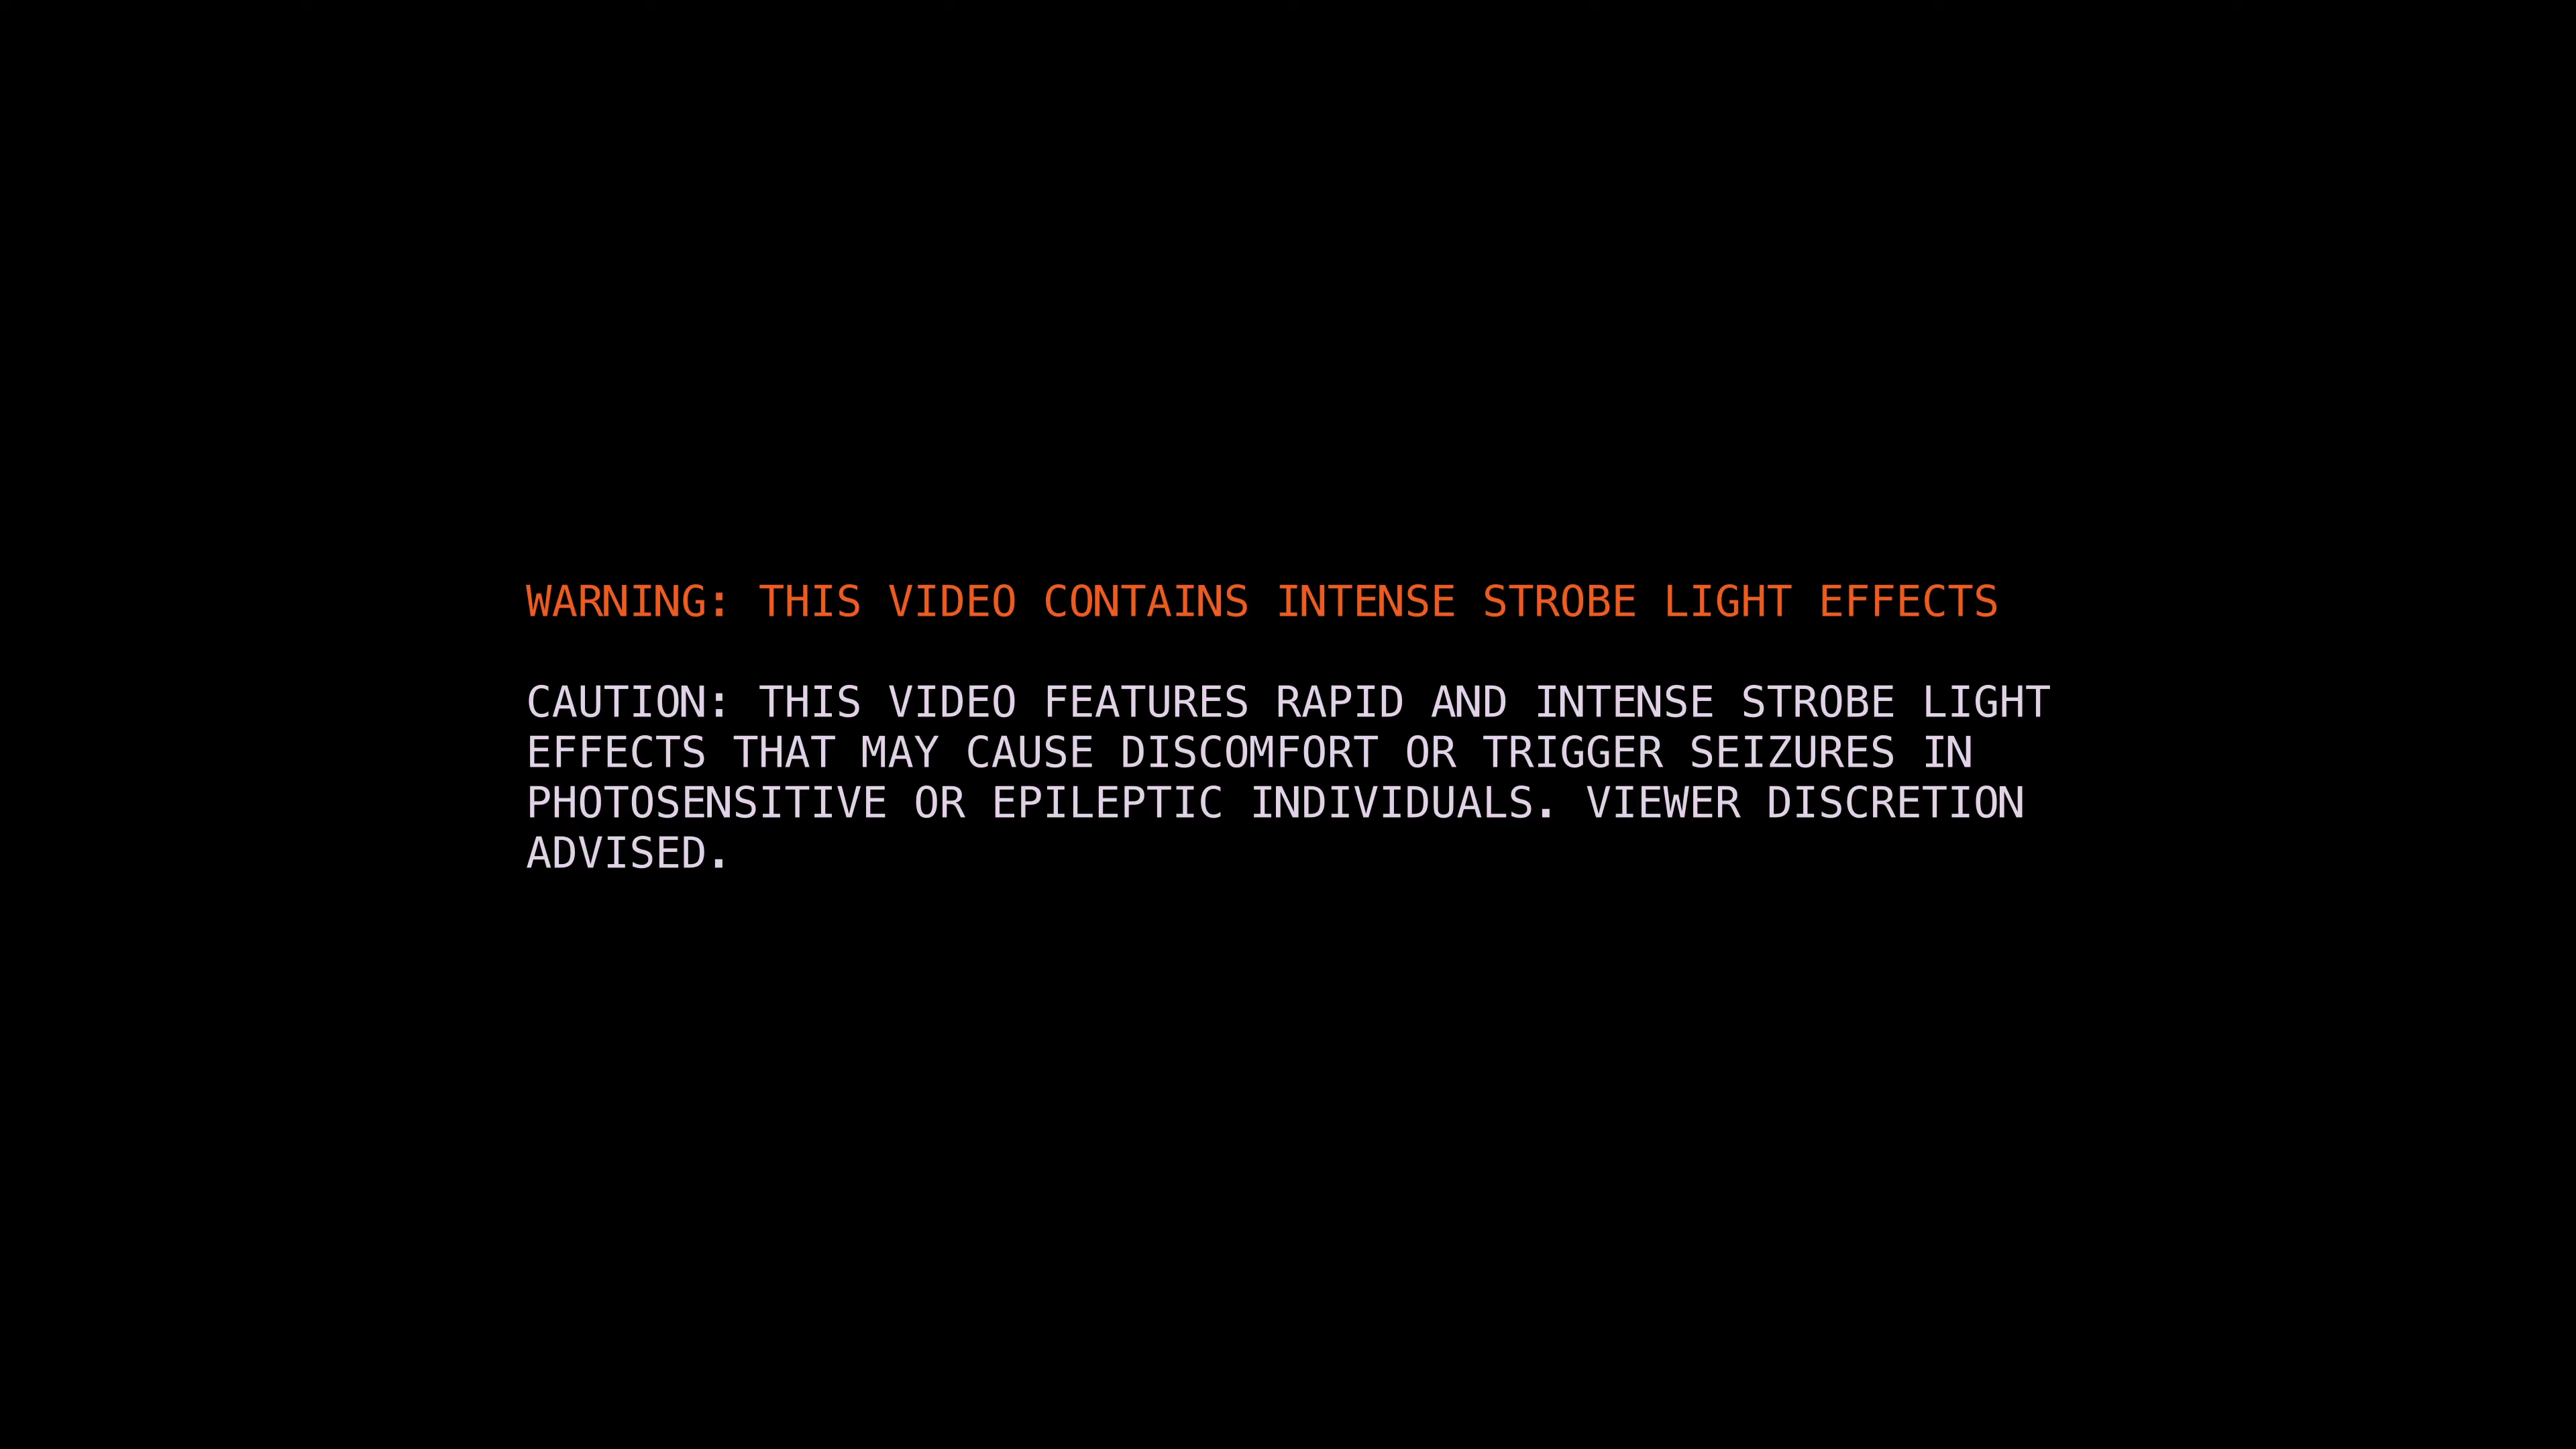 WARNING: THIS VIDEO CONTAINS INTENSE STROBE LIGHT EFFECTS
CAUTION: THIS VIDEO FEATURES RAPID AND INTENSE STROBE LIGHT
EFFECTS THAT MAY CAUSE DISCOMFORT OR TRIGGER SEIZURES IN
PHOTOSENSITIVE OR EPILEPTIC INDIVIDUALS. VIEWER DISCRETION
ADVISED.